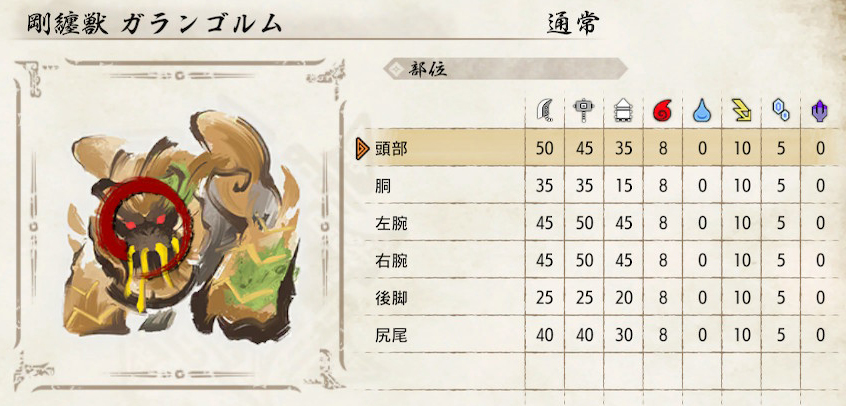 剛纏獣 ガランゴルム
通常
部位
頭部 50 45 35 8 0 10 5 0
胴 35 35 15 8 0 10 5 0
左腕 45 50 45 8 0 10 5 0
右腕 45 50 45 8 0 10 5 0
後脚 25 25 20 8 0 10 5 0
尻尾 40 40 30 8 0 10 5 0